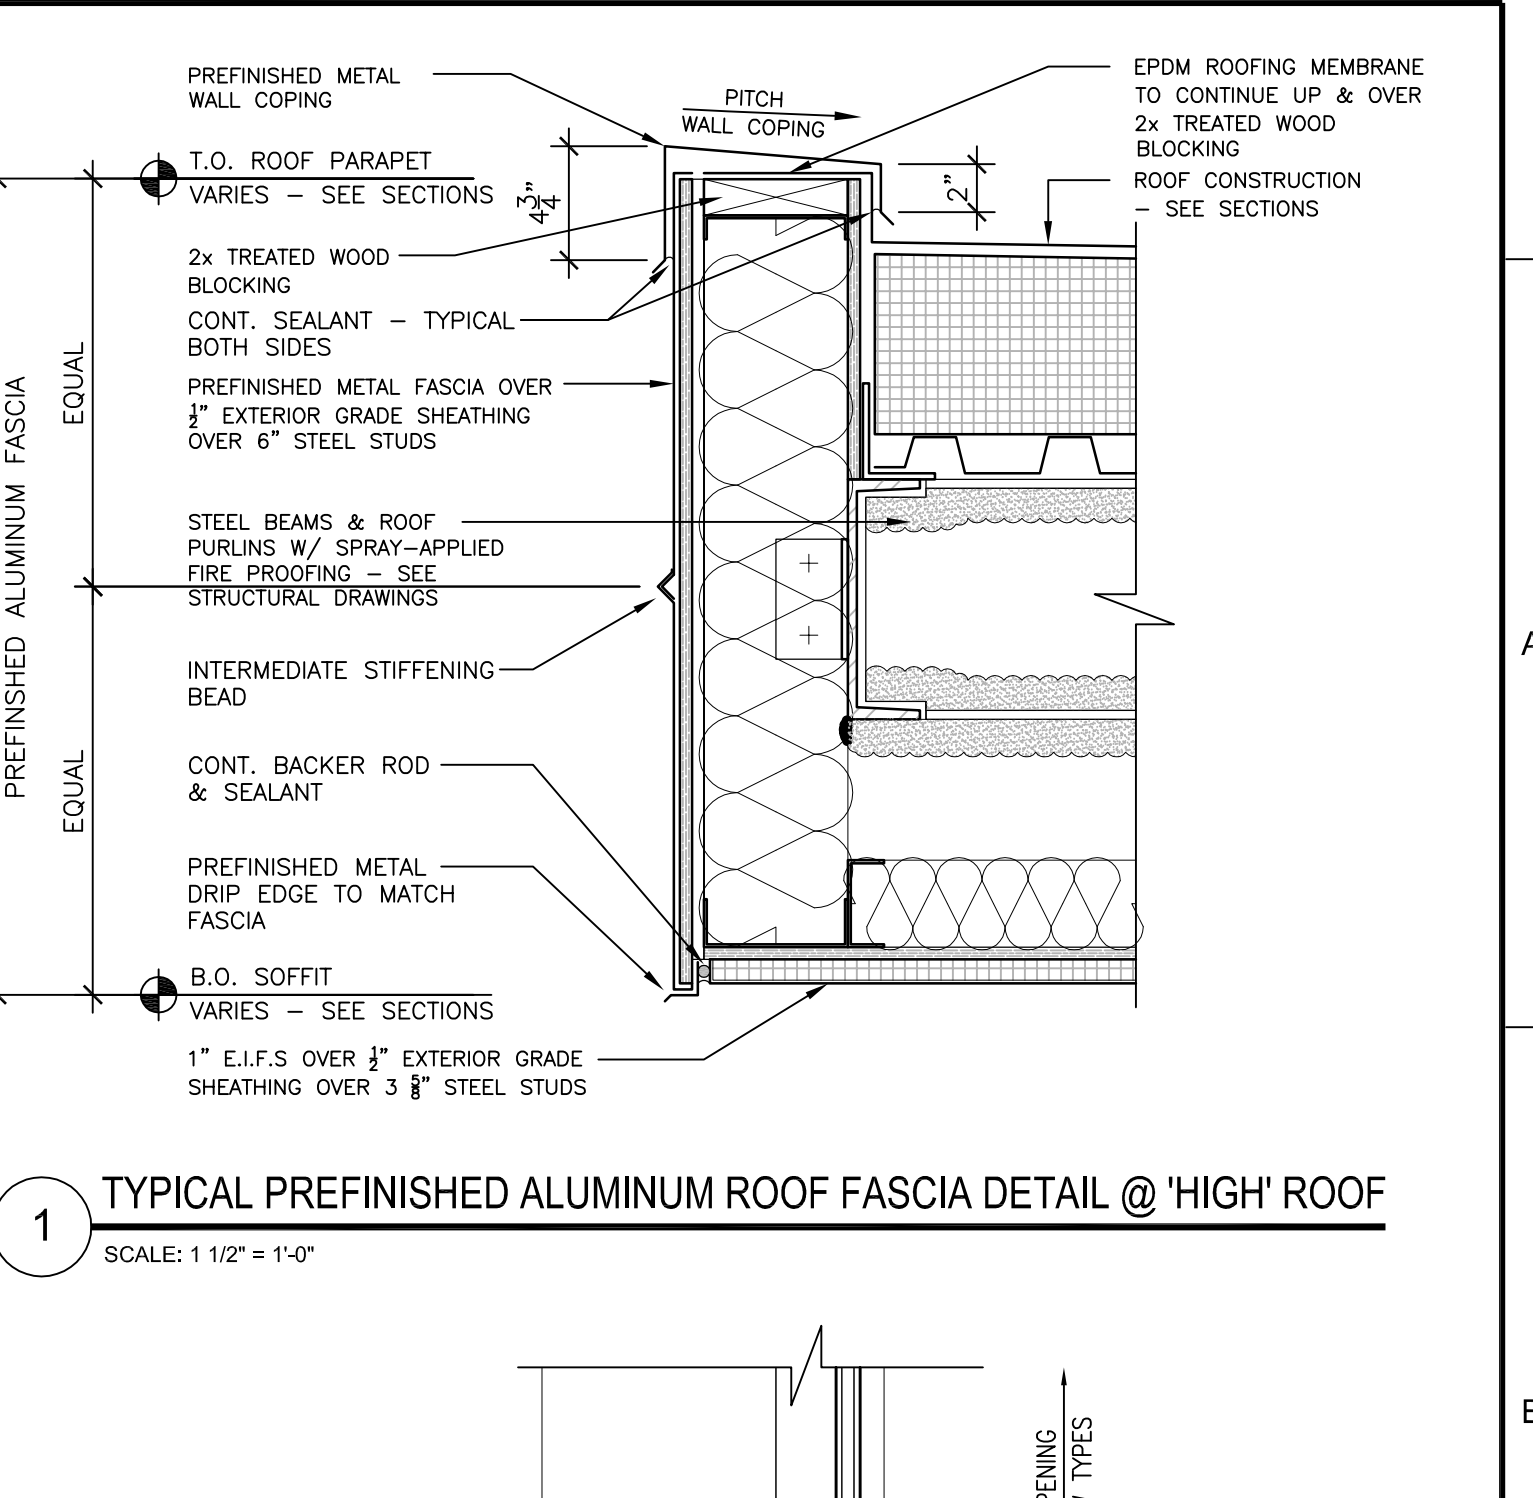 PREFINISHED METAL
WALL COPING
T.O. ROOF PARAPET
VARIES – SEE SECTIONS
2x TREATED WOOD
BLOCKING
CONT. SEALANT – TYPICAL
BOTH SIDES
PREFINISHED METAL FASCIA OVER
1/2" EXTERIOR GRADE SHEATHING
OVER 6" STEEL STUDS
STEEL BEAMS & ROOF
PURLINS W/ SPRAY–APPLIED
FIRE PROOFING – SEE
STRUCTURAL DRAWINGS
INTERMEDIATE STIFFENING
BEAD
CONT. BACKER ROD
& SEALANT
PREFINISHED METAL
DRIP EDGE TO MATCH
FASCIA
B.O. SOFFIT
VARIES – SEE SECTIONS
1" E.I.F.S OVER 1/2" EXTERIOR GRADE
SHEATHING OVER 3 5/8" STEEL STUDS
PREFINSHED ALUMINUM FASCIA
EQUAL
EQUAL
4 3/4"
PITCH
WALL COPING
2"
EPDM ROOFING MEMBRANE
TO CONTINUE UP & OVER
2x TREATED WOOD
BLOCKING
ROOF CONSTRUCTION
– SEE SECTIONS
1
TYPICAL PREFINISHED ALUMINUM ROOF FASCIA DETAIL @ 'HIGH' ROOF
SCALE: 1 1/2" = 1'-0"
PENING
TYPES